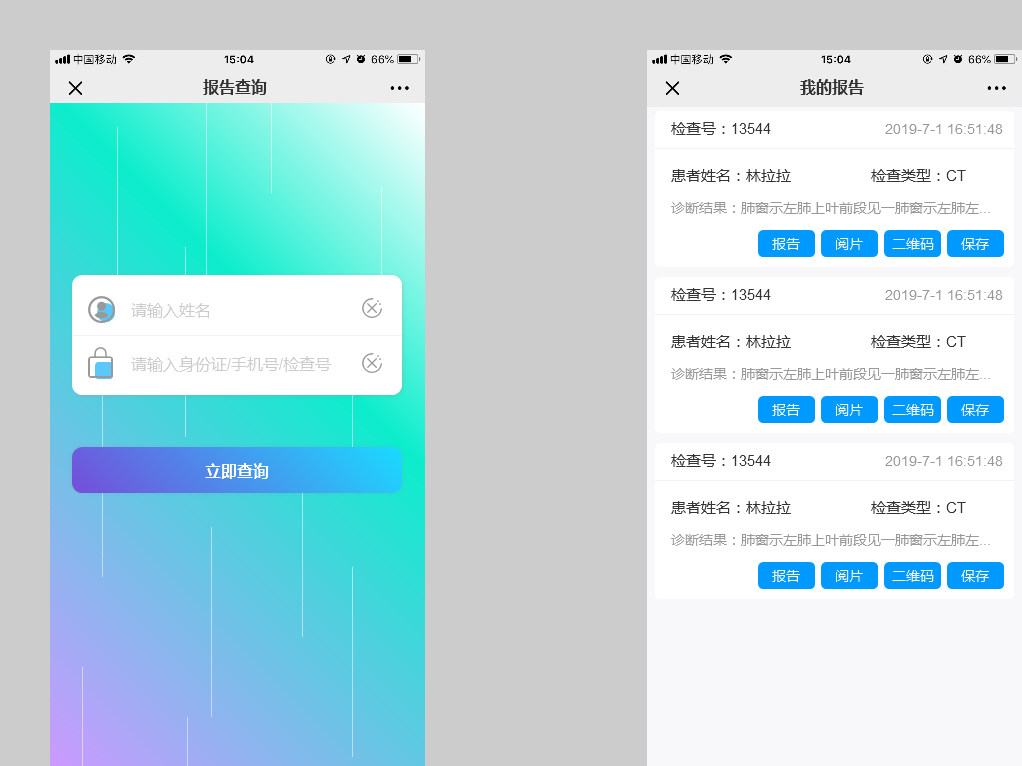 中国移动 15:04 66%
报告查询
请输入姓名
请输入身份证/手机号/检查号
立即查询
中国移动 15:04 66%
我的报告
检查号：13544 2019-7-1 16:51:48
患者姓名：林拉拉 检查类型：CT
诊断结果：肺窗示左肺上叶前段见一肺窗示左肺左...
报告 阅片 二维码 保存
检查号：13544 2019-7-1 16:51:48
患者姓名：林拉拉 检查类型：CT
诊断结果：肺窗示左肺上叶前段见一肺窗示左肺左...
报告 阅片 二维码 保存
检查号：13544 2019-7-1 16:51:48
患者姓名：林拉拉 检查类型：CT
诊断结果：肺窗示左肺上叶前段见一肺窗示左肺左...
报告 阅片 二维码 保存